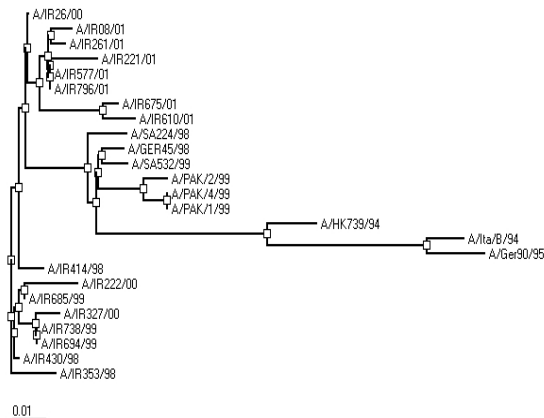 A/IR26/00
A/IR08/01
A/IR261/01
A/IR221/01
A/IR577/01
A/IR796/01
A/IR675/01
A/IR610/01
A/SA224/98
A/GER45/98
A/SA532/99
A/PAK/2/99
A/PAK/4/99
A/PAK/1/99
A/HK739/94
A/Ita/B/94
A/Ger90/95
A/IR414/98
A/IR222/00
A/IR685/99
A/IR327/00
A/IR738/99
A/IR694/99
A/IR430/98
A/IR353/98
0.01